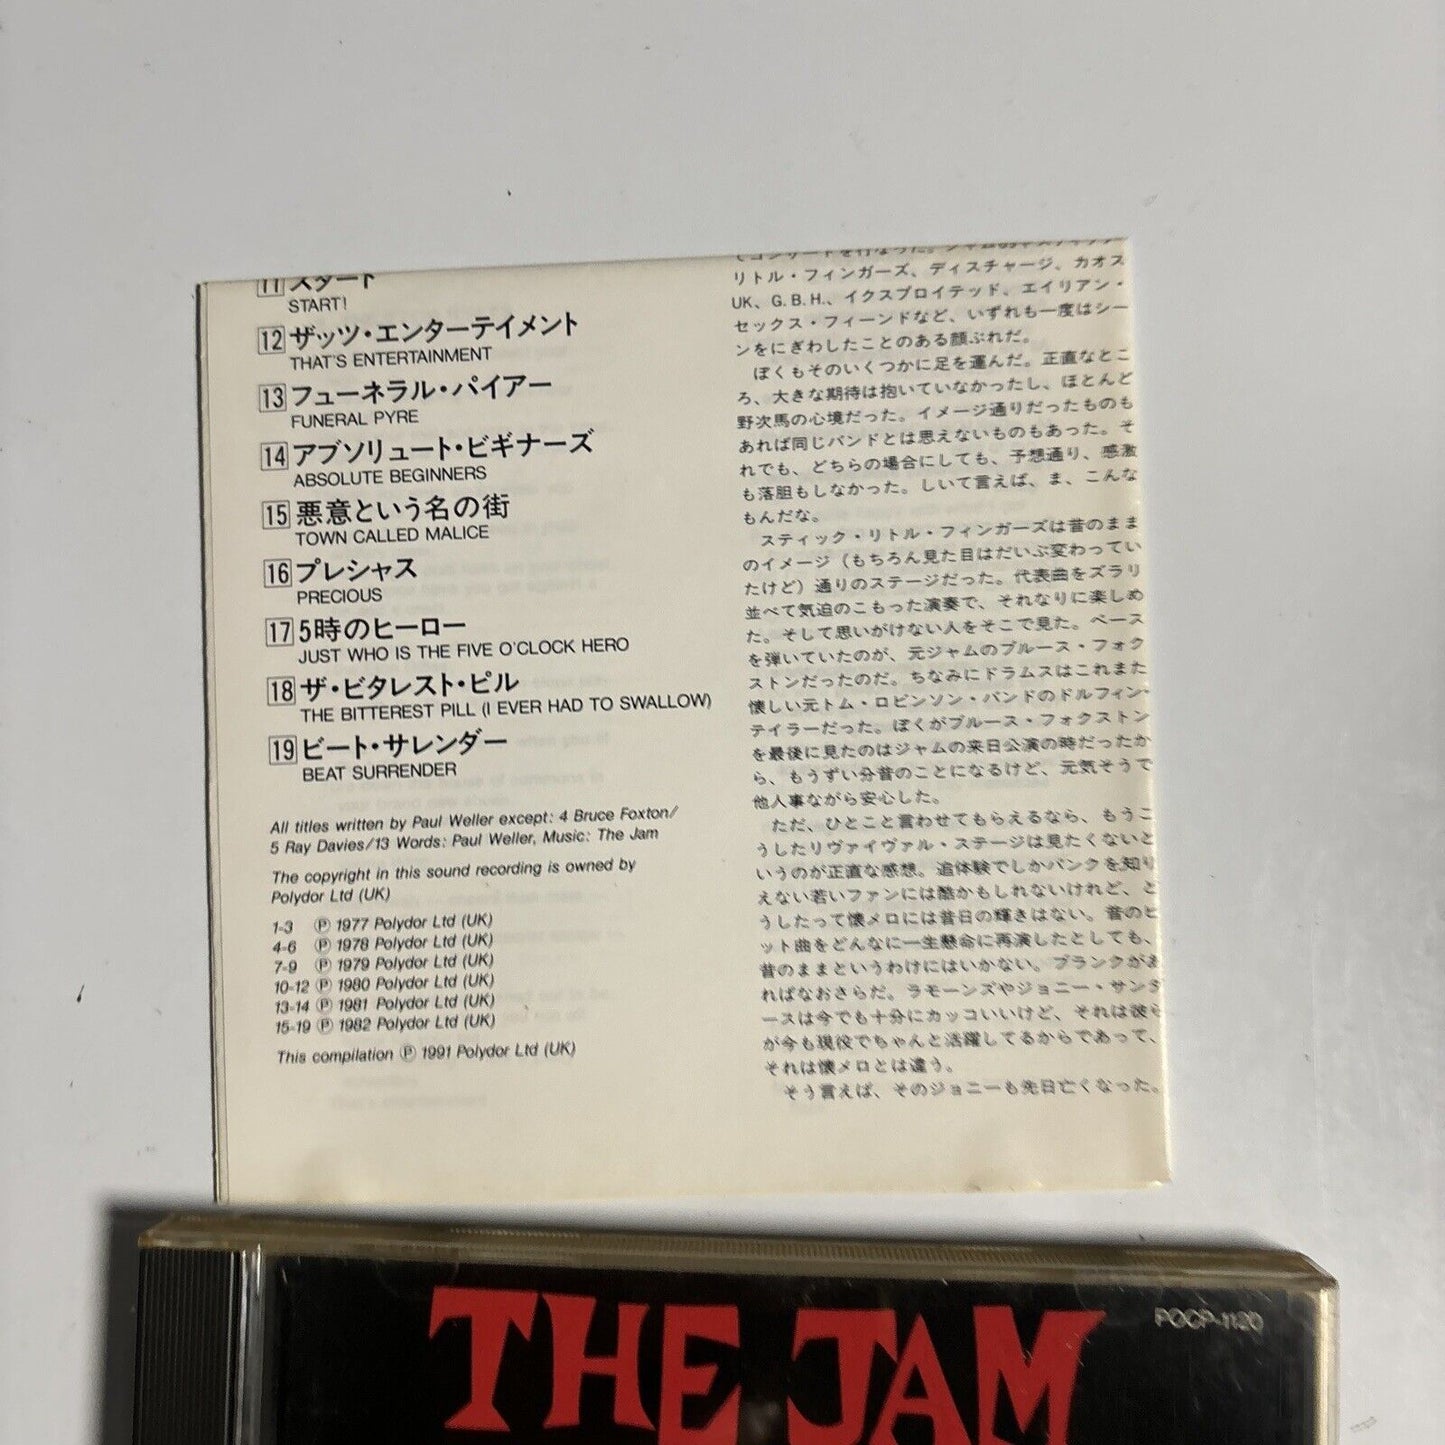 11 スタート
START!
12 ザッツ・エンターテイメント
THAT'S ENTERTAINMENT
13 フューネラル・パイアー
FUNERAL PYRE
14 アブソリュート・ビギナーズ
ABSOLUTE BEGINNERS
15 悪意という名の街
TOWN CALLED MALICE
16 プレシャス
PRECIOUS
17 5時のヒーロー
JUST WHO IS THE FIVE O'CLOCK HERO
18 ザ・ビタレスト・ピル
THE BITTEREST PILL (I EVER HAD TO SWALLOW)
19 ビート・サレンダー
BEAT SURRENDER
All titles written by Paul Weller except: 4 Bruce Foxton/
5 Ray Davies/13 Words: Paul Weller, Music: The Jam
The copyright in this sound recording is owned by
Polydor Ltd (UK)
1-3 Ⓟ 1977 Polydor Ltd (UK)
4-6 Ⓟ 1978 Polydor Ltd (UK)
7-9 Ⓟ 1979 Polydor Ltd (UK)
10-12 Ⓟ 1980 Polydor Ltd (UK)
13-14 Ⓟ 1981 Polydor Ltd (UK)
15-19 Ⓟ 1982 Polydor Ltd (UK)
This compilation Ⓟ 1991 Polydor Ltd (UK)
てコンサートを行なった。
リトル・フィンガーズ、ディスチャージ、カオス
UK、G.B.H.、イクスプロイテッド、エイリアン・
セックス・フィーンドなど、いずれも一度はシー
ンをにぎわしたことのある顔ぶれだ。
ぼくもそのいくつかに足を運んだ。正直なとこ
ろ、大きな期待は抱いていなかったし、ほとんど
野次馬の心境だった。イメージ通りだったものも
あれば同じバンドとは思えないものもあった。そ
れでも、どちらの場合にしても、予想通り、感激
も落胆もしなかった。しいて言えば、ま、こんな
もんだな。
スティック・リトル・フィンガーズは昔のまま
のイメージ（もちろん見た目はだいぶ変わってい
たけど）通りのステージだった。代表曲をズラリ
並べて気迫のこもった演奏で、それなりに楽しめ
た。そして思いがけない人をそこで見た。ベース
を弾いていたのが、元ジャムのブルース・フォク
ストンだったのだ。ちなみにドラムスはこれまた
懐しい元トム・ロビンソン・バンドのドルフィン・
テイラーだった。ぼくがブルース・フォクストン
を最後に見たのはジャムの来日公演の時だったか
ら、もうずい分昔のことになるけど、元気そうで
他人事ながら安心した。
ただ、ひとこと言わせてもらえるなら、もうこ
うしたリヴァイヴァル・ステージは見たくないと
いうのが正直な感想。追体験でしかパンクを知り
えない若いファンには酷かもしれないけれど、ど
うしたって懐メロには昔日の輝きはない。昔のヒ
ット曲をどんなに一生懸命に再演したとしても、
昔のままというわけにはいかない。ブランクがあ
ればなおさらだ。ラモーンズやジョニー・サンダ
ースは今でも十分にカッコいいけど、それは彼ら
が今も現役でちゃんと活躍してるからであって、
それは懐メロとは違う。
そう言えば、そのジョニーも先日亡くなった。
THE JAM
POCP-1120